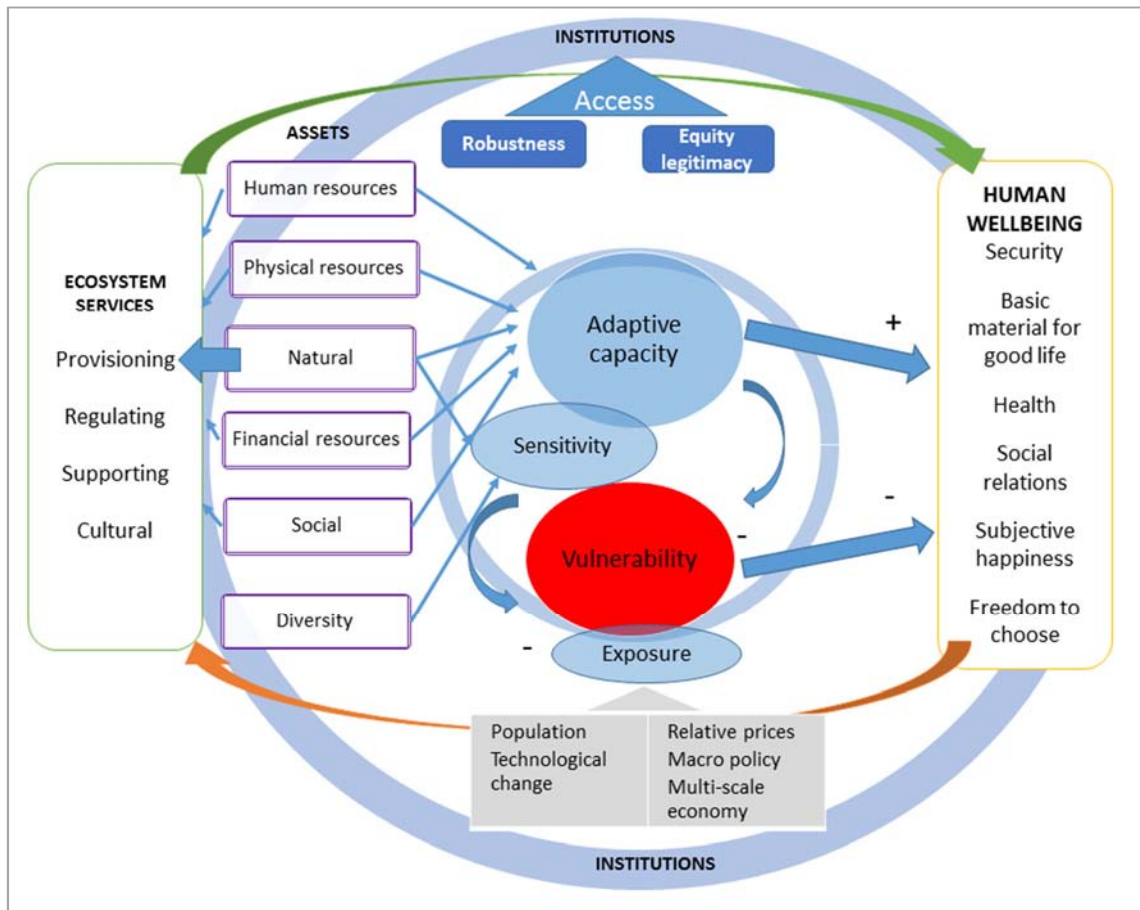 INSTITUTIONS
Access
Robustness
Equity
legitimacy
ASSETS
Human resources
Physical resources
Natural
Financial resources
Social
Diversity
ECOSYSTEM
SERVICES
Provisioning
Regulating
Supporting
Cultural
Adaptive
capacity
Sensitivity
Vulnerability
Exposure
+
-
-
-
HUMAN
WELLBEING
Security
Basic
material for
good life
Health
Social
relations
Subjective
happiness
Freedom to
choose
Population
Technological
change
Relative prices
Macro policy
Multi-scale
economy
INSTITUTIONS